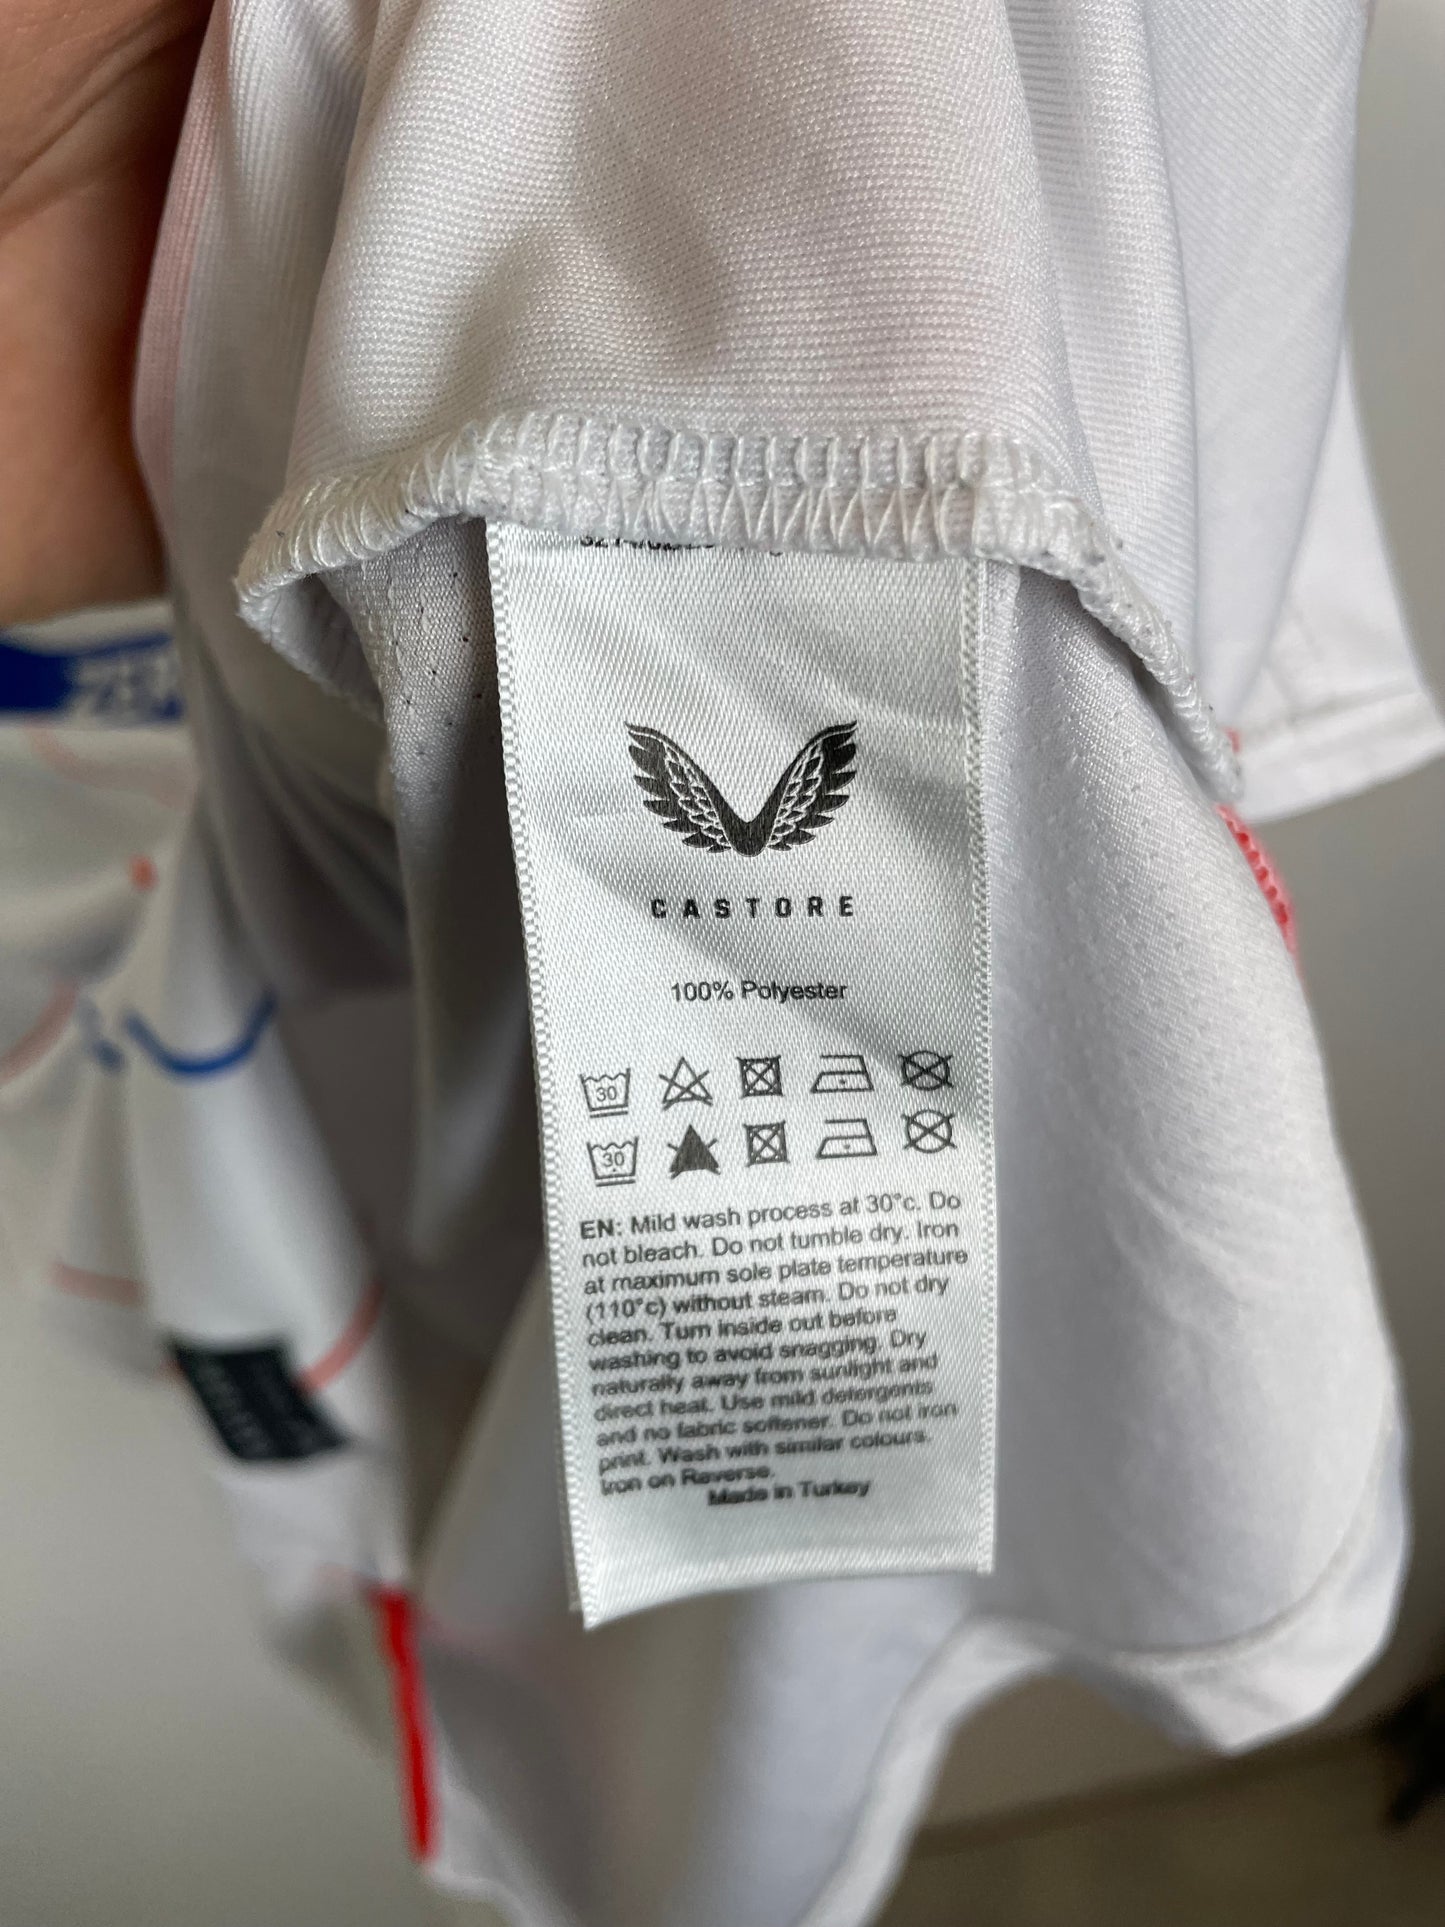 CASTORE
100% Polyester
30
30
EN: Mild wash process at 30°c. Do
not bleach. Do not tumble dry. Iron
at maximum sole plate temperature
(110°c) without steam. Do not dry
clean. Turn inside out before
washing to avoid snagging. Dry
naturally away from sunlight and
direct heat. Use mild detergents
and no fabric softener. Do not iron
print. Wash with similar colours.
Iron on Reverse.
Made in Turkey